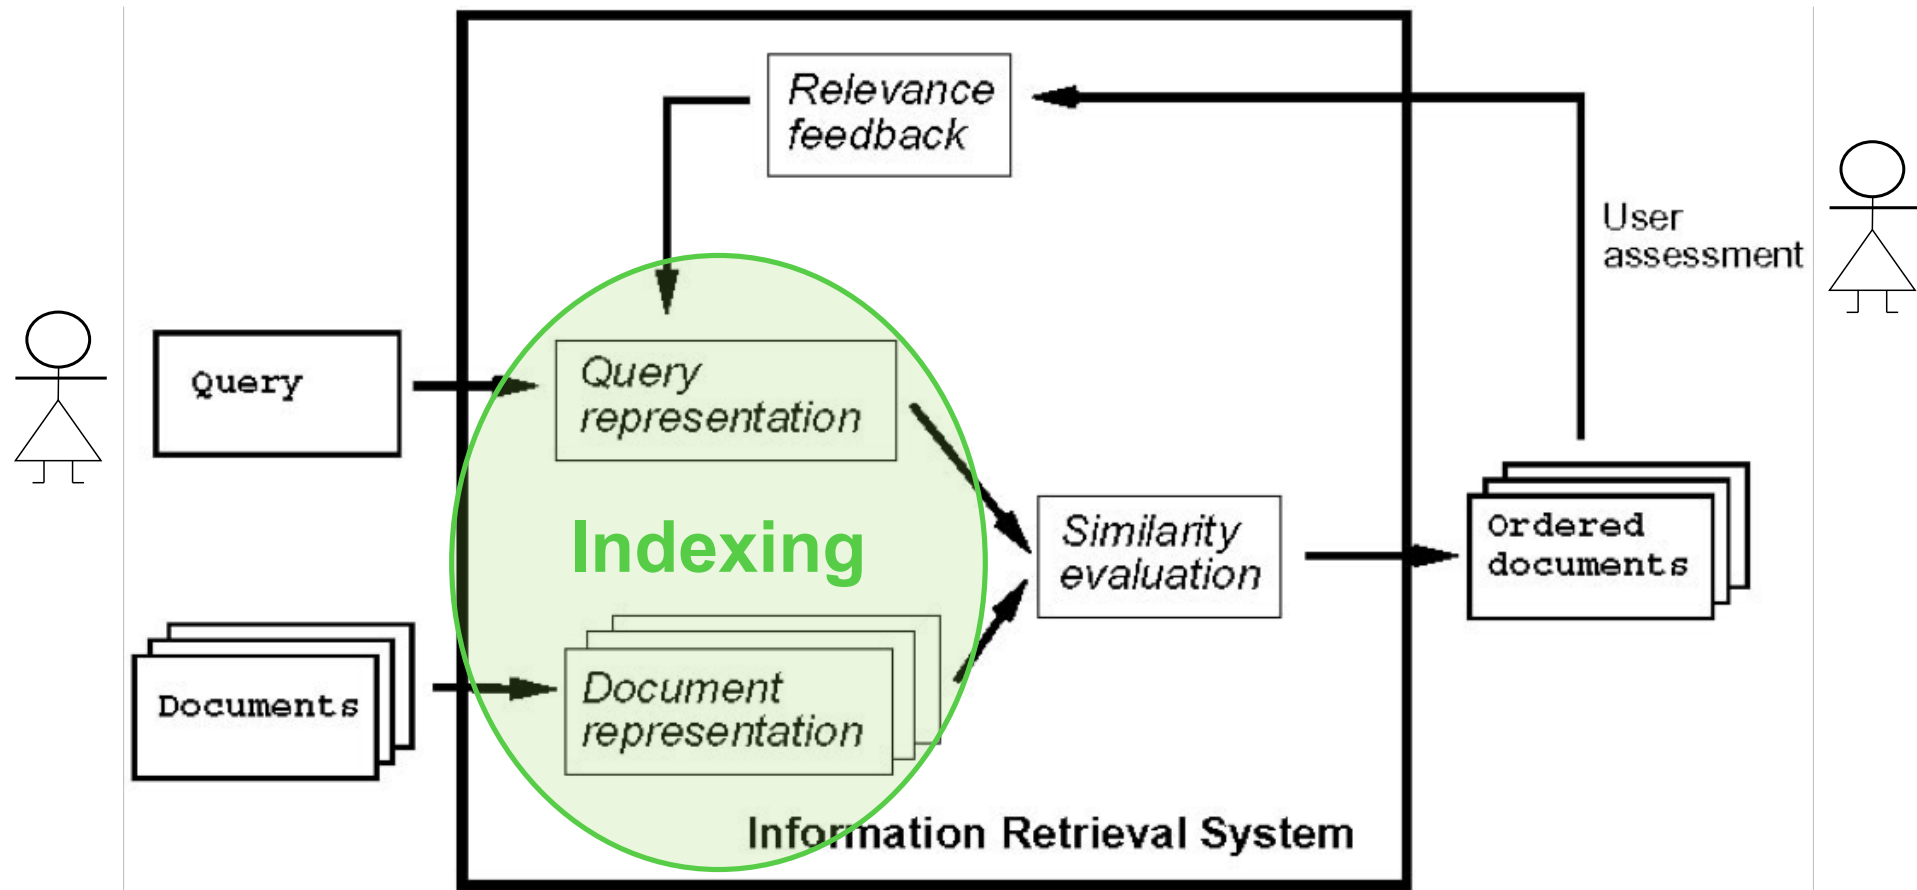 Relevance
feedback
User
assessment
Query
Query
representation
Indexing
Similarity
evaluation
Ordered
documents
Documents
Document
representation
Information Retrieval System